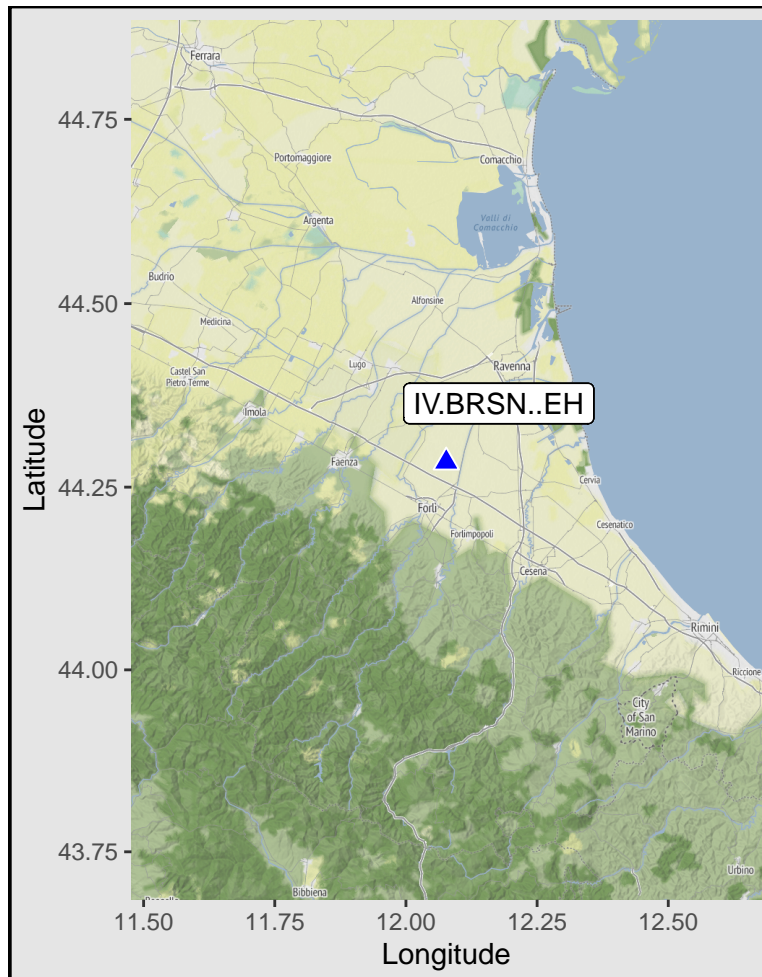 Ferrara
44.75
Portomaggiore
Comacchio
Argenta
Valli di
Comacchio
Budrio
44.50
Alfonsine
Medicina
Castel San
Pietro Terme
Lugo
Ravenna
IV.BRSN..EH
Imola
Faenza
44.25
Cervia
Forlì
Cesenatico
Forlimpopoli
Cesena
Rimini
44.00
Riccione
City
of San
Marino
43.75
Urbino
Bibbiena
11.50
11.75
12.00
12.25
12.50
Longitude
Latitude